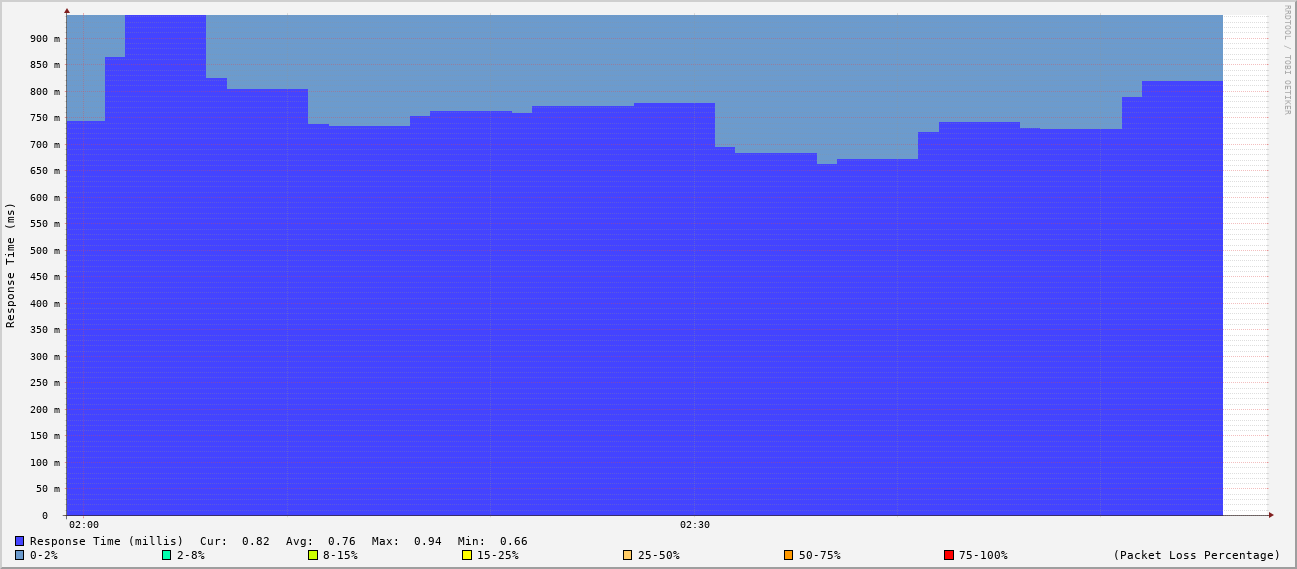 RRDTOOL / TOBI OETIKER
Response Time (ms)
900 m
850 m
800 m
750 m
700 m
650 m
600 m
550 m
500 m
450 m
400 m
350 m
300 m
250 m
200 m
150 m
100 m
50 m
0
02:00 02:30
Response Time (millis) Cur: 0.82 Avg: 0.76 Max: 0.94 Min: 0.66
0-2% 2-8% 8-15% 15-25% 25-50% 50-75% 75-100% (Packet Loss Percentage)